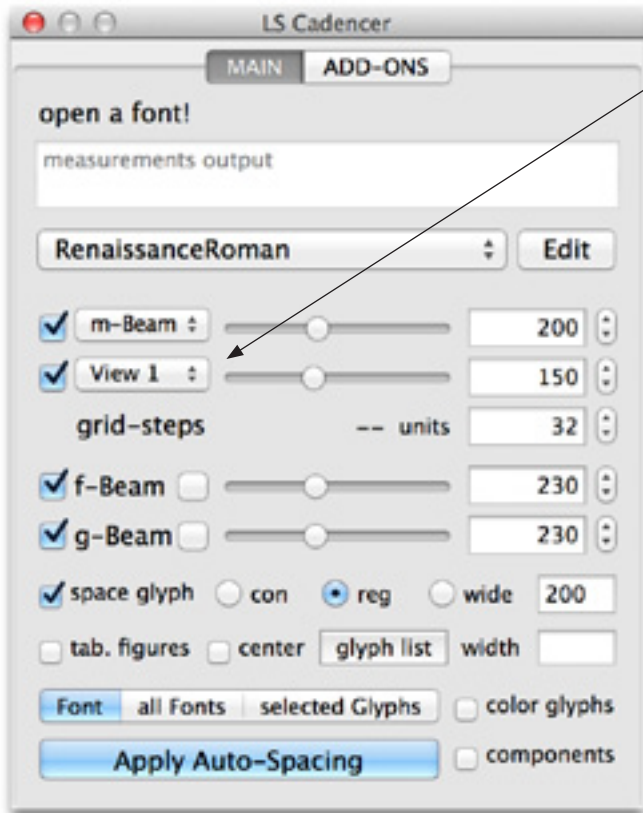 LS Cadencer
MAIN ADD-ONS
open a font!
measurements output
RenaissanceRoman Edit
m-Beam 200
View 1 150
grid-steps -- units 32
f-Beam 230
g-Beam 230
space glyph con reg wide 200
tab. figures center glyph list width
Font all Fonts selected Glyphs color glyphs
Apply Auto-Spacing components